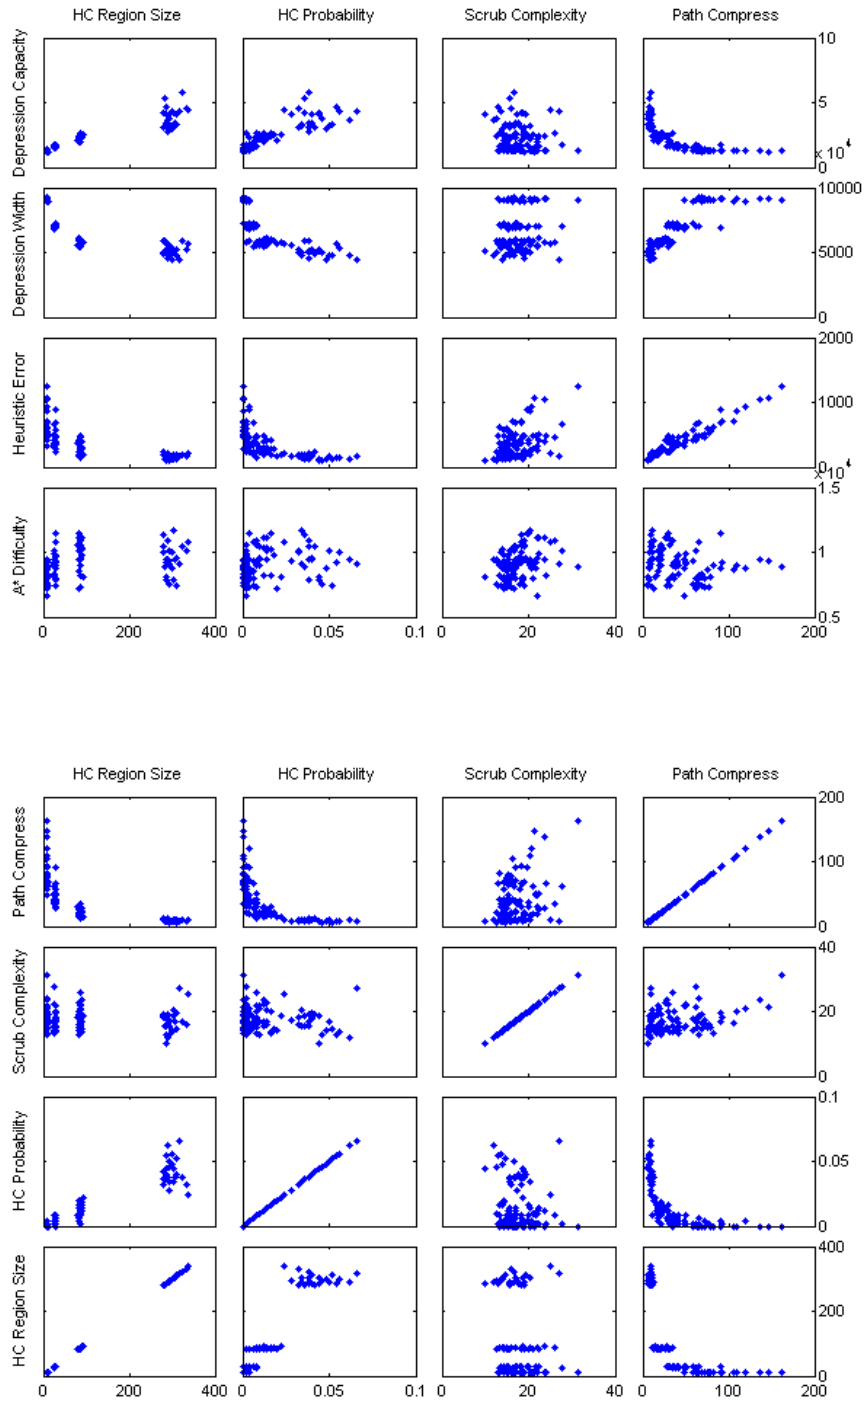 HC Region Size HC Probability Scrub Complexity Path Compress
Depression Capacity
10
5
0
x 10⁴
Depression Width
10000
5000
0
Heuristic Error
2000
1000
0
x 10⁴
A* Difficulty
1.5
1
0.5
0 200 400 0 0.05 0.1 0 20 40 0 100 200
HC Region Size HC Probability Scrub Complexity Path Compress
Path Compress
200
100
0
Scrub Complexity
40
20
0
HC Probability
0.1
0.05
0
HC Region Size
400
200
0
0 200 400 0 0.05 0.1 0 20 40 0 100 200